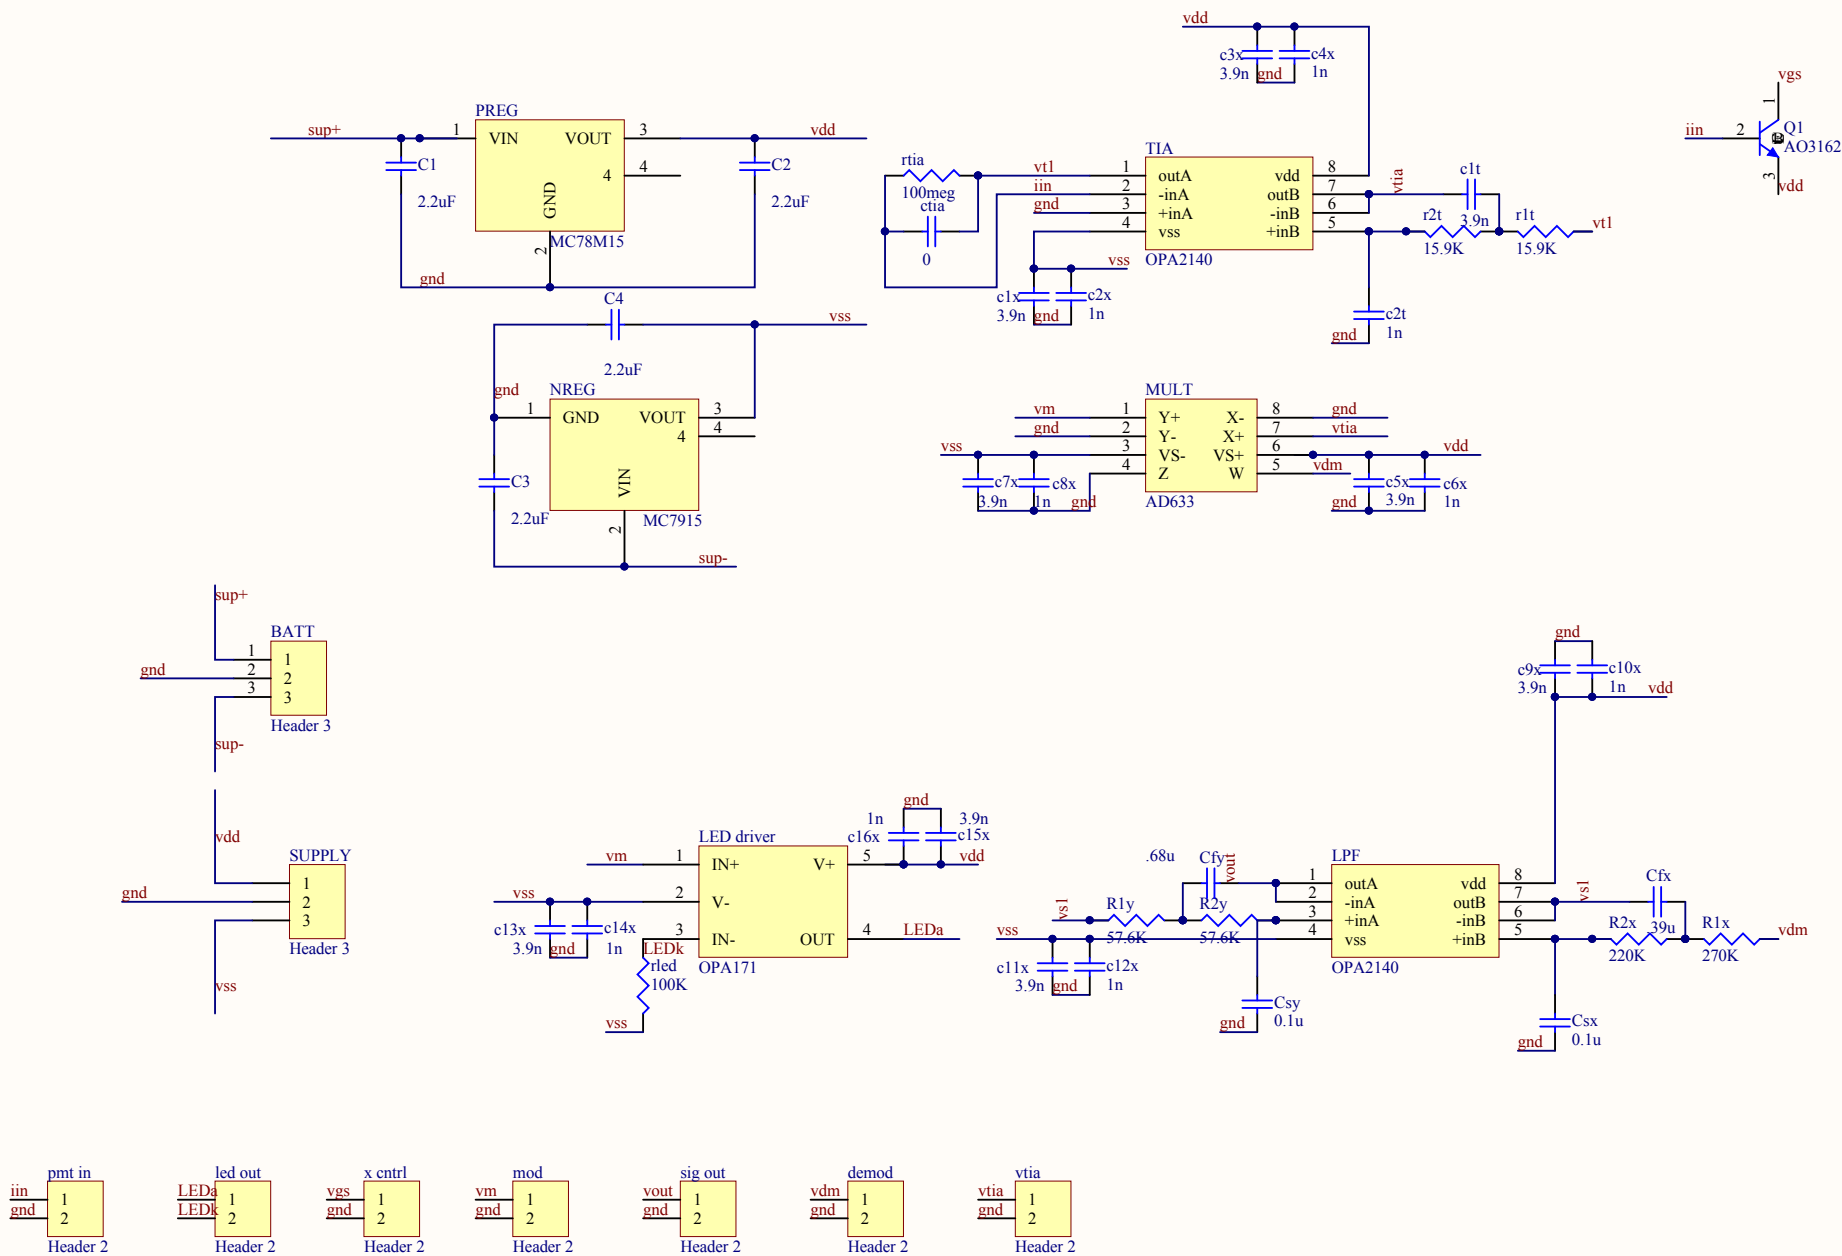 vdd
c3x
c4x
3.9n
gnd
1n
PREG
sup+
1
VIN
VOUT
3
vdd
4
4
C1
C2
2.2uF
2.2uF
GND
2
MC78M15
gnd
TIA
rtia
100meg
ctia
0
vt1
iin
gnd
1
2
3
4
outA
-inA
+inA
vss
vdd
outB
-inB
+inB
8
7
6
5
OPA2140
vss
c1x
c2x
3.9n
gnd
1n
vtia
c1t
3.9n
r2t
15.9K
r1t
15.9K
vt1
c2t
1n
gnd
vgs
1
iin
2
Q1
AO3162
3
vdd
C4
2.2uF
vss
gnd
NREG
1
GND
VOUT
3
4
4
VIN
2
MC7915
C3
2.2uF
sup-
MULT
vm
gnd
vss
1
2
3
4
Y+
Y-
VS-
Z
X-
X+
VS+
W
8
7
6
5
gnd
vtia
vdd
vdm
AD633
c7x
3.9n
c8x
1n
gnd
c5x
3.9n
c6x
1n
gnd
sup+
BATT
gnd
1
2
3
1
2
3
Header 3
sup-
vdd
SUPPLY
gnd
1
2
3
Header 3
vss
LED driver
vm
vss
1
2
3
IN+
V-
IN-
V+
OUT
5
4
OPA171
gnd
1n
c16x
3.9n
c15x
vdd
LEDa
c13x
3.9n
gnd
c14x
1n
LEDk
rled
100K
vss
LPF
.68u
Cfy
vout
vs1
R1y
57.6K
R2y
57.6K
vss
c11x
3.9n
gnd
c12x
1n
Csy
0.1u
gnd
1
2
3
4
outA
-inA
+inA
vss
vdd
outB
-inB
+inB
8
7
6
5
OPA2140
gnd
c9x
3.9n
c10x
1n
vdd
vs1
Cfx
.39u
R2x
220K
R1x
270K
vdm
Csx
0.1u
gnd
pmt in
iin
gnd
1
2
Header 2
led out
LEDa
LEDk
1
2
Header 2
x cntrl
vgs
gnd
1
2
Header 2
mod
vm
gnd
1
2
Header 2
sig out
vout
gnd
1
2
Header 2
demod
vdm
gnd
1
2
Header 2
vtia
vtia
gnd
1
2
Header 2